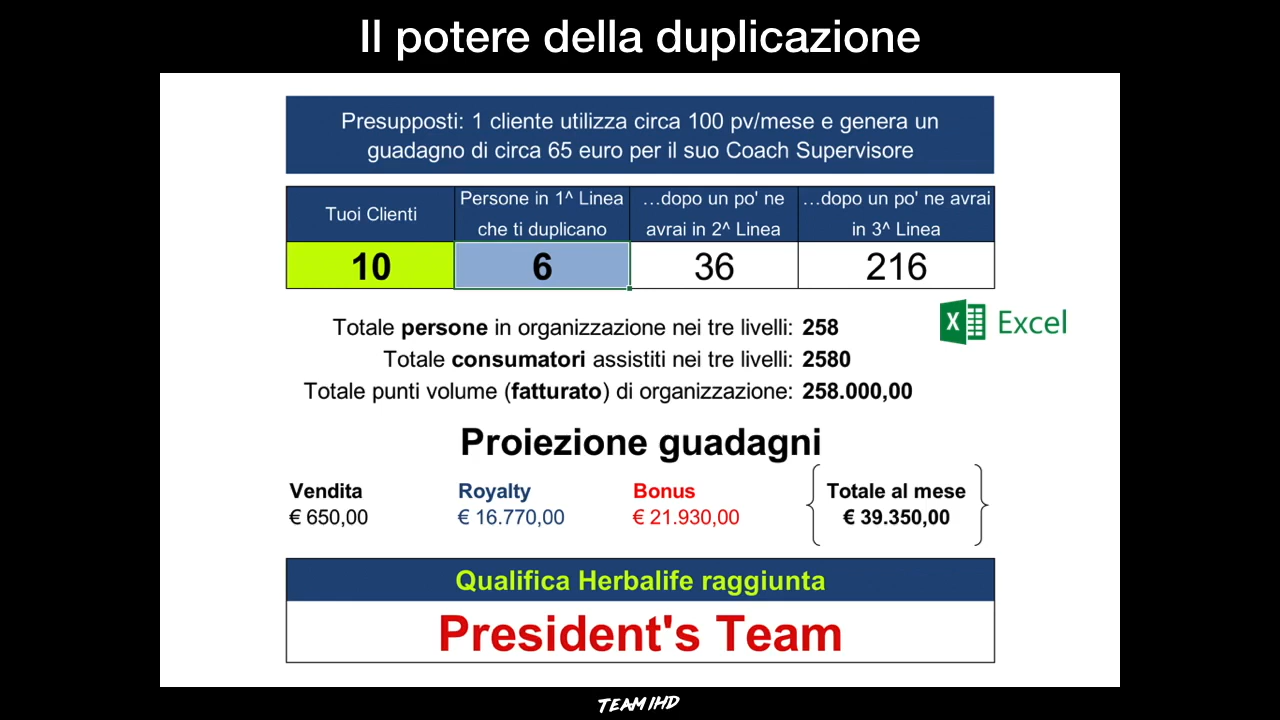 Il potere della duplicazione
Presupposti: 1 cliente utilizza circa 100 pv/mese e genera un
guadagno di circa 65 euro per il suo Coach Supervisore
Tuoi Clienti
Persone in 1^ Linea
che ti duplicano
...dopo un po' ne
avrai in 2^ Linea
...dopo un po' ne avrai
in 3^ Linea
10
6
36
216
Totale persone in organizzazione nei tre livelli: 258
Totale consumatori assistiti nei tre livelli: 2580
Totale punti volume (fatturato) di organizzazione: 258.000,00
X Excel
Proiezione guadagni
Vendita
€ 650,00
Royalty
€ 16.770,00
Bonus
€ 21.930,00
Totale al mese
€ 39.350,00
Qualifica Herbalife raggiunta
President's Team
TEAM IHD